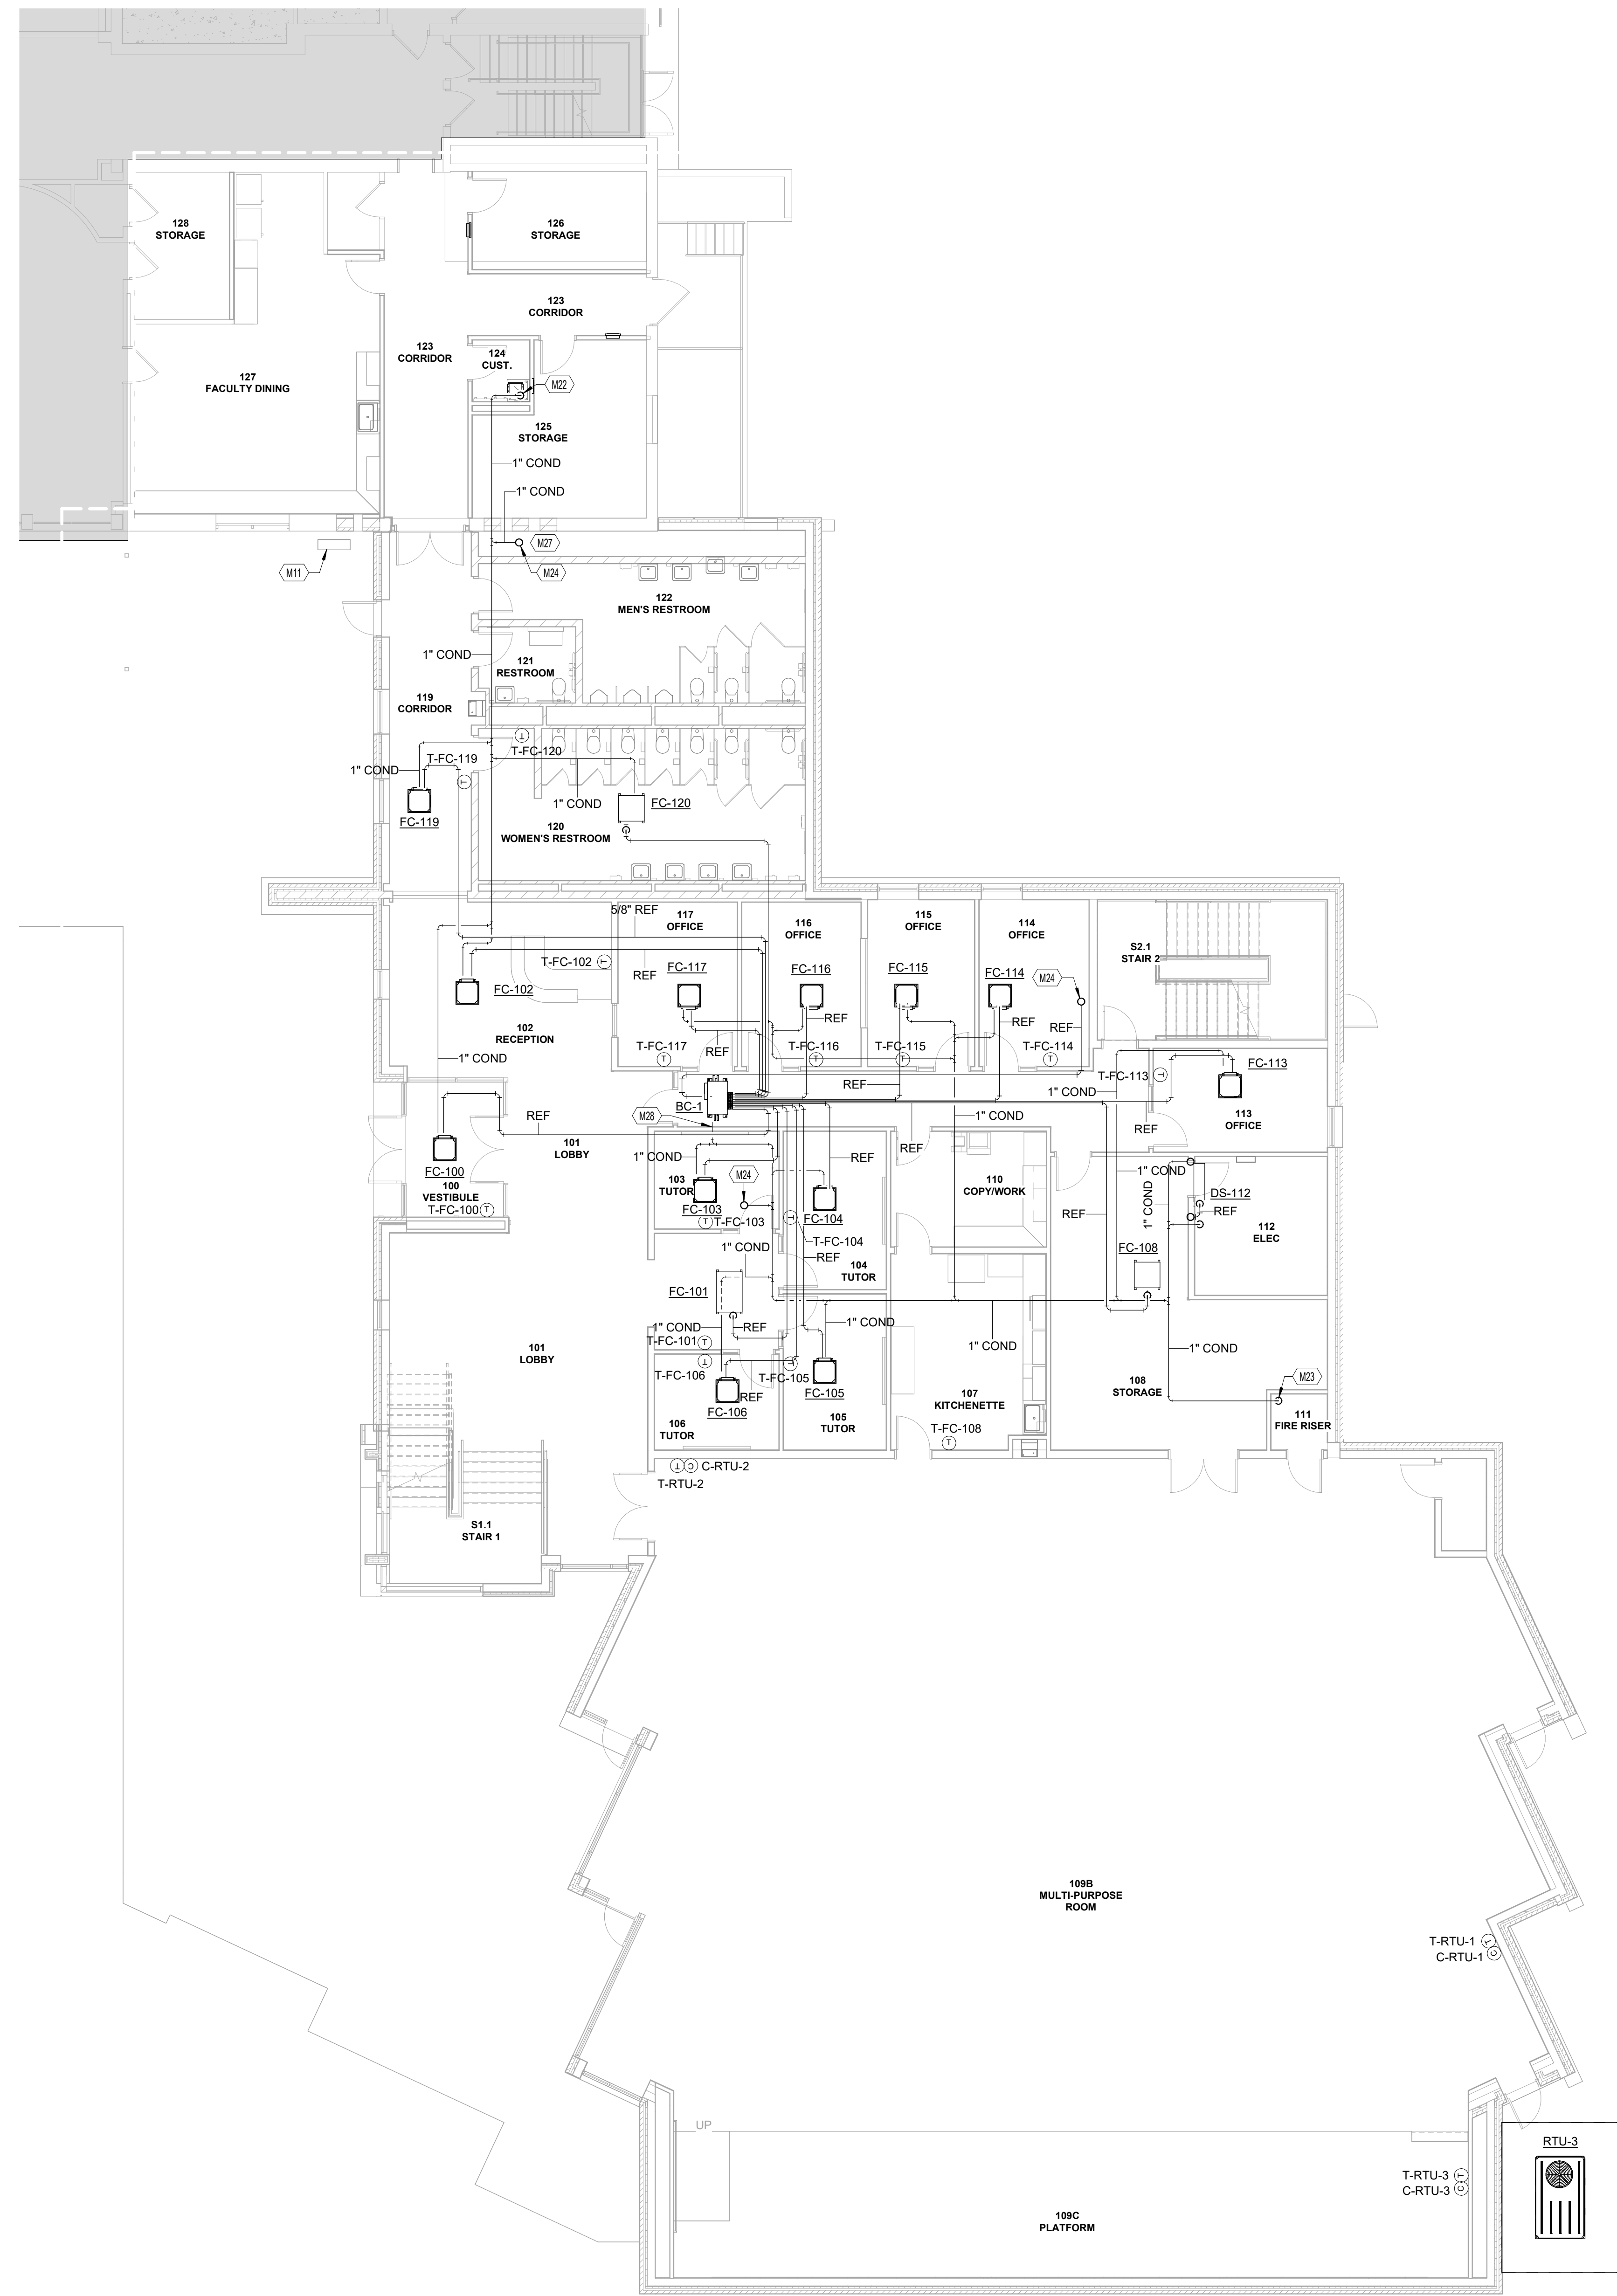 128
STORAGE
126
STORAGE
123
CORRIDOR
123
CORRIDOR
124
CUST.
M22
127
FACULTY DINING
125
STORAGE
1" COND
1" COND
M27
M24
M11
122
MEN'S RESTROOM
1" COND
121
RESTROOM
119
CORRIDOR
T-FC-119
T
T-FC-120
1" COND
T
1" COND
FC-120
FC-119
120
WOMEN'S RESTROOM
5/8" REF
117
OFFICE
116
OFFICE
115
OFFICE
114
OFFICE
S2.1
STAIR 2
T-FC-102 T
REF
FC-117
FC-116
FC-115
FC-114
M24
FC-102
102
RECEPTION
REF
REF
REF
1" COND
T-FC-117
T
REF
T-FC-116
T
T-FC-115
T
T-FC-114
T
FC-113
T-FC-113 T
REF
1" COND
BC-1
M28
REF
1" COND
113
OFFICE
REF
REF
101
LOBBY
1" COND
REF
FC-100
100
VESTIBULE
T-FC-100 T
103
TUTOR
M24
110
COPY/WORK
1" COND
DS-112
REF
1" COND
FC-103
T T-FC-103
FC-104
T
T-FC-104
REF
REF
112
ELEC
1" COND
104
TUTOR
FC-108
FC-101
1" COND
REF
1" COND
T-FC-101 T
1" COND
1" COND
101
LOBBY
T
T-FC-106
T
T-FC-105
FC-105
REF
FC-106
M23
108
STORAGE
107
KITCHENETTE
106
TUTOR
105
TUTOR
T-FC-108
T
111
FIRE RISER
T C C-RTU-2
T-RTU-2
S1.1
STAIR 1
109B
MULTI-PURPOSE
ROOM
T-RTU-1 T
C-RTU-1 C
UP
RTU-3
T-RTU-3 T
C-RTU-3 C
109C
PLATFORM